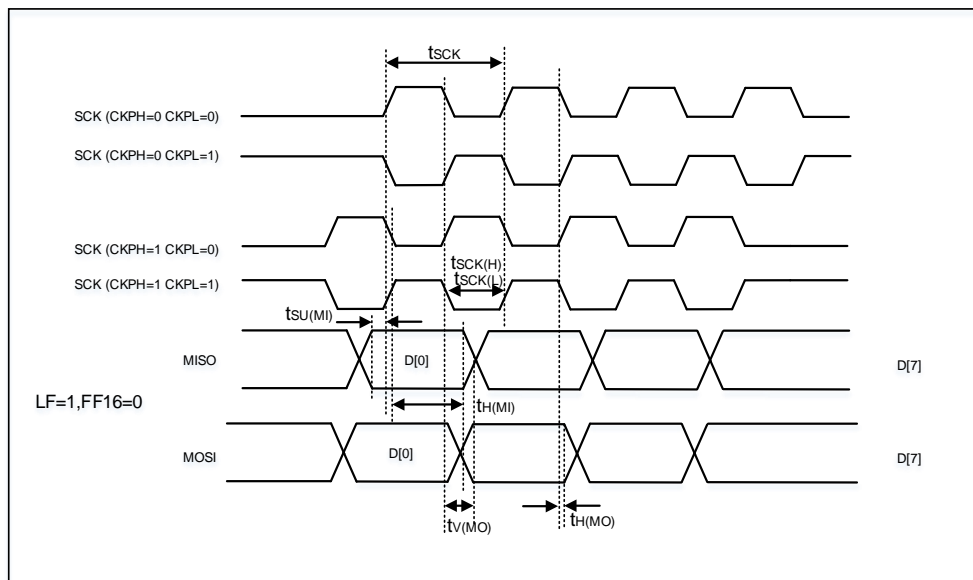 tSCK
SCK (CKPH=0 CKPL=0)
SCK (CKPH=0 CKPL=1)
SCK (CKPH=1 CKPL=0)
tSCK(H)
tSCK(L)
SCK (CKPH=1 CKPL=1)
tSU(MI)
MISO
D[0]
D[7]
LF=1,FF16=0
tH(MI)
MOSI
D[0]
D[7]
tV(MO)
tH(MO)